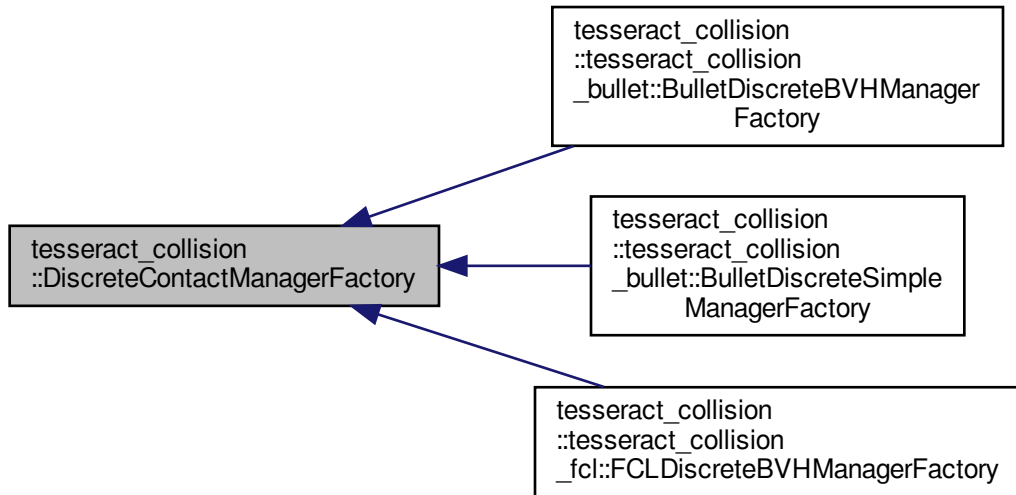 tesseract_collision
::tesseract_collision
_bullet::BulletDiscreteBVHManager
Factory
tesseract_collision
::DiscreteContactManagerFactory
tesseract_collision
::tesseract_collision
_bullet::BulletDiscreteSimple
ManagerFactory
tesseract_collision
::tesseract_collision
_fcl::FCLDiscreteBVHManagerFactory